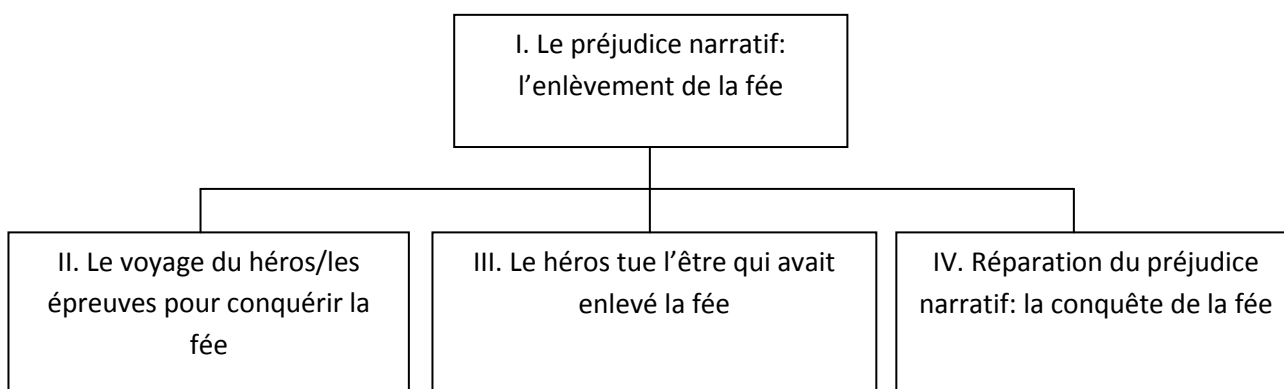 I. Le préjudice narratif:
l’enlèvement de la fée
II. Le voyage du héros/les
épreuves pour conquérir la
fée
III. Le héros tue l’être qui avait
enlevé la fée
IV. Réparation du préjudice
narratif: la conquête de la fée